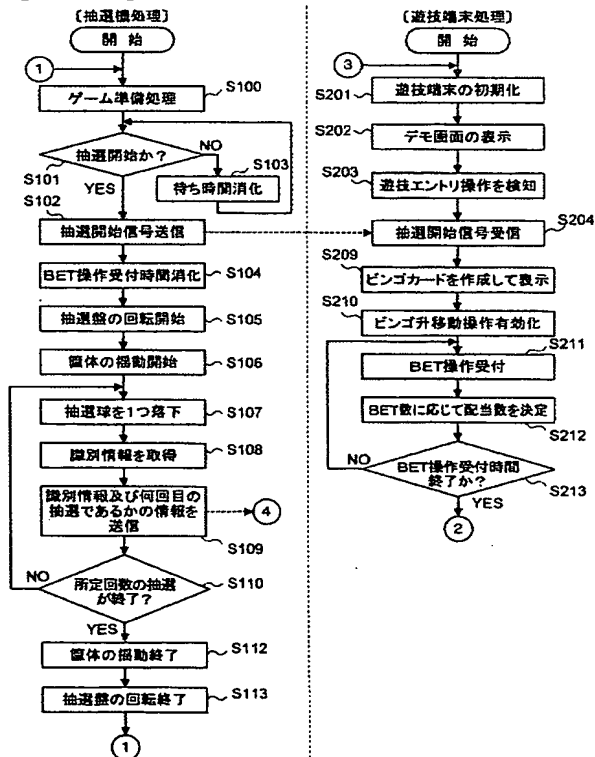 〔抽選機処理〕
開 始
1
ゲーム準備処理
S100
抽選開始か？
NO
S103
S101
YES
待ち時間消化
S102
抽選開始信号送信
BET操作受付時間消化
S104
抽選盤の回転開始
S105
筐体の揺動開始
S106
抽選球を1つ落下
S107
識別情報を取得
S108
識別情報及び何回目の
抽選であるかの情報を
送信
4
S109
NO
所定回数の抽選
が終了？
S110
YES
筐体の揺動終了
S112
抽選盤の回転終了
S113
1
〔遊技端末処理〕
開 始
3
S201
遊技端末の初期化
S202
デモ画面の表示
S203
遊技エントリ操作を検知
S204
抽選開始信号受信
S209
ビンゴカードを作成して表示
S210
ビンゴ升移動操作有効化
S211
BET操作受付
BET数に応じて配当数を決定
S212
NO
BET操作受付時間
終了か？
S213
YES
2